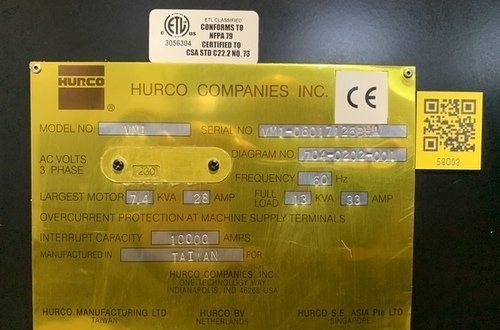 ETL CLASSIFIED
CONFORMS TO
NFPA 79
CERTIFIED TO
CSA STD C22.2 NO. 73
ETL
C US
3056304
HURCO
®
HURCO COMPANIES INC.
CE
MODEL NO VM1
SERIAL NO.
AC VOLTS
3 PHASE
230
DIAGRAM NO. 704-0202-001
FREQUENCY 60 Hz
LARGEST MOTOR 7.4 KVA 28 AMP
FULL LOAD 13 KVA 33 AMP
OVERCURRENT PROTECTION AT MACHINE SUPPLY TERMINALS
INTERRUPT CAPACITY 10000 AMPS
MANUFACTURED IN TAIWAN FOR
HURCO COMPANIES, INC.
ONE TECHNOLOGY WAY
INDIANAPOLIS, IND 46268-USA
HURCO MANUFACTURING LTD
TAIWAN
HURCO BV
NETHERLANDS
HURCO S.E. ASIA Pte LTD
SINGAPORE
58003